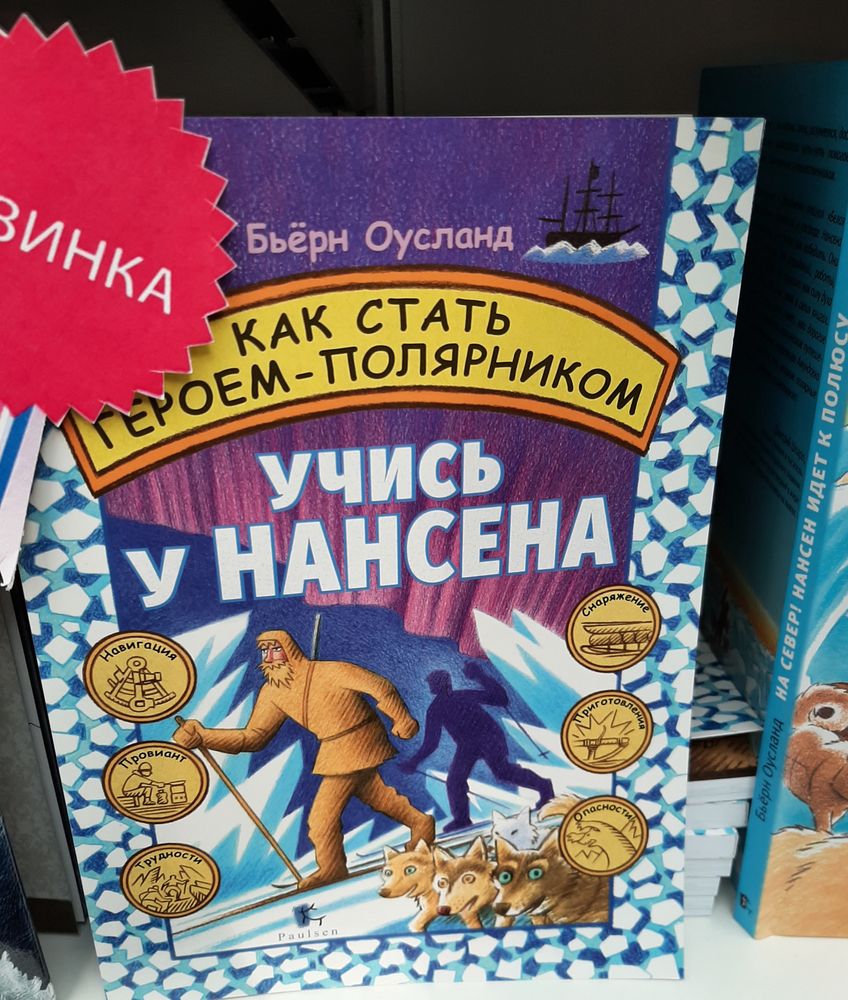 ВИНКА
Бьёрн Оусланд
КАК СТАТЬ
ГЕРОЕМ-ПОЛЯРНИКОМ
УЧИСЬ
У НАНСЕНА
Навигация
Провиант
Трудности
Снаряжение
Приготовления
Опасности
Paulsen
Бьёрн Оусланд НА СЕВЕР! НАНСЕН ИДЕТ К ПОЛЮСУ